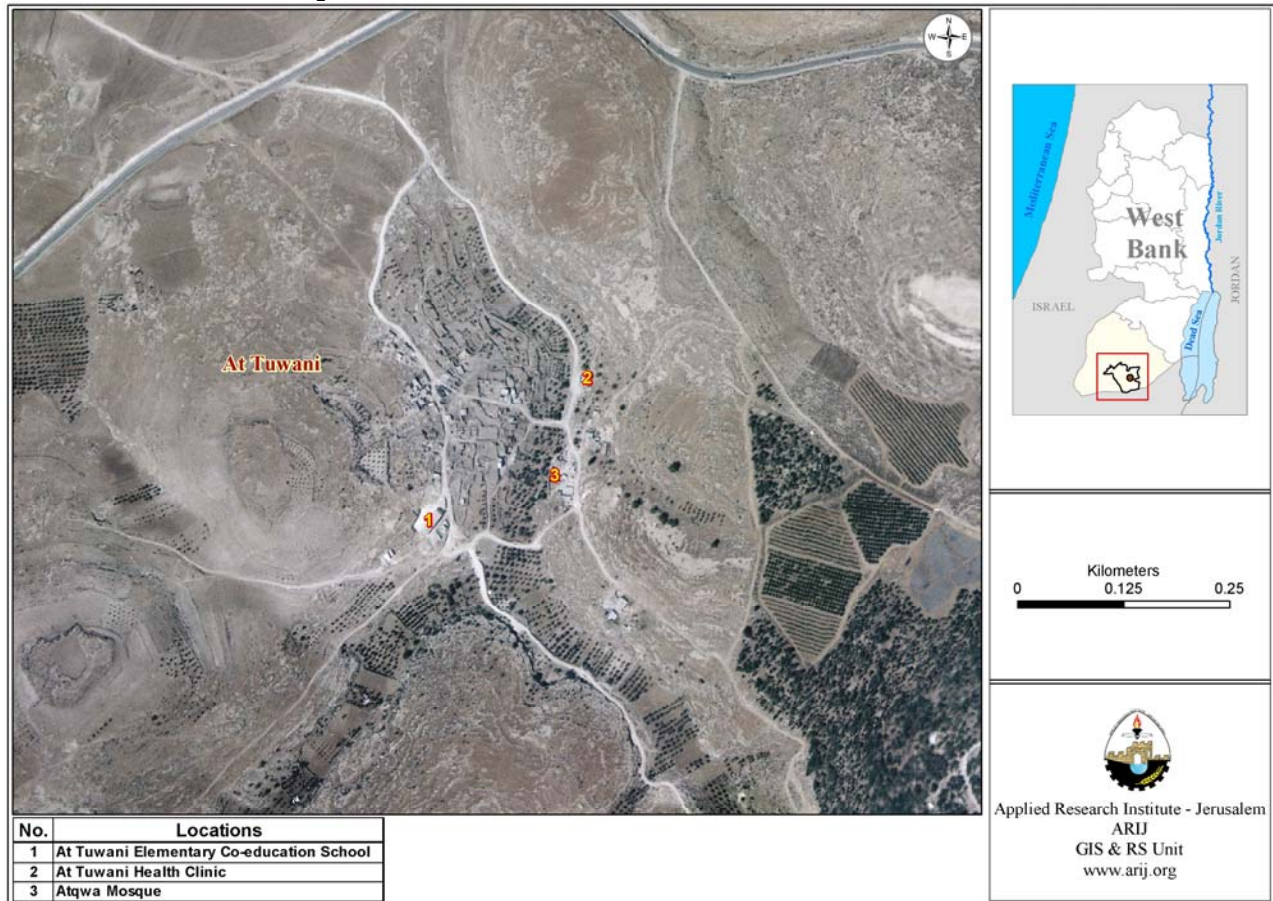 N
W E
S
At Tuwani
2
3
1
Mediterranean Sea
West
Bank
Jordan River
ISRAEL
JORDAN
Dead Sea
Kilometers
0 0.125 0.25
Applied Research Institute - Jerusalem
ARIJ
GIS & RS Unit
www.arij.org
No. Locations
1 At Tuwani Elementary Co-education School
2 At Tuwani Health Clinic
3 Atqwa Mosque